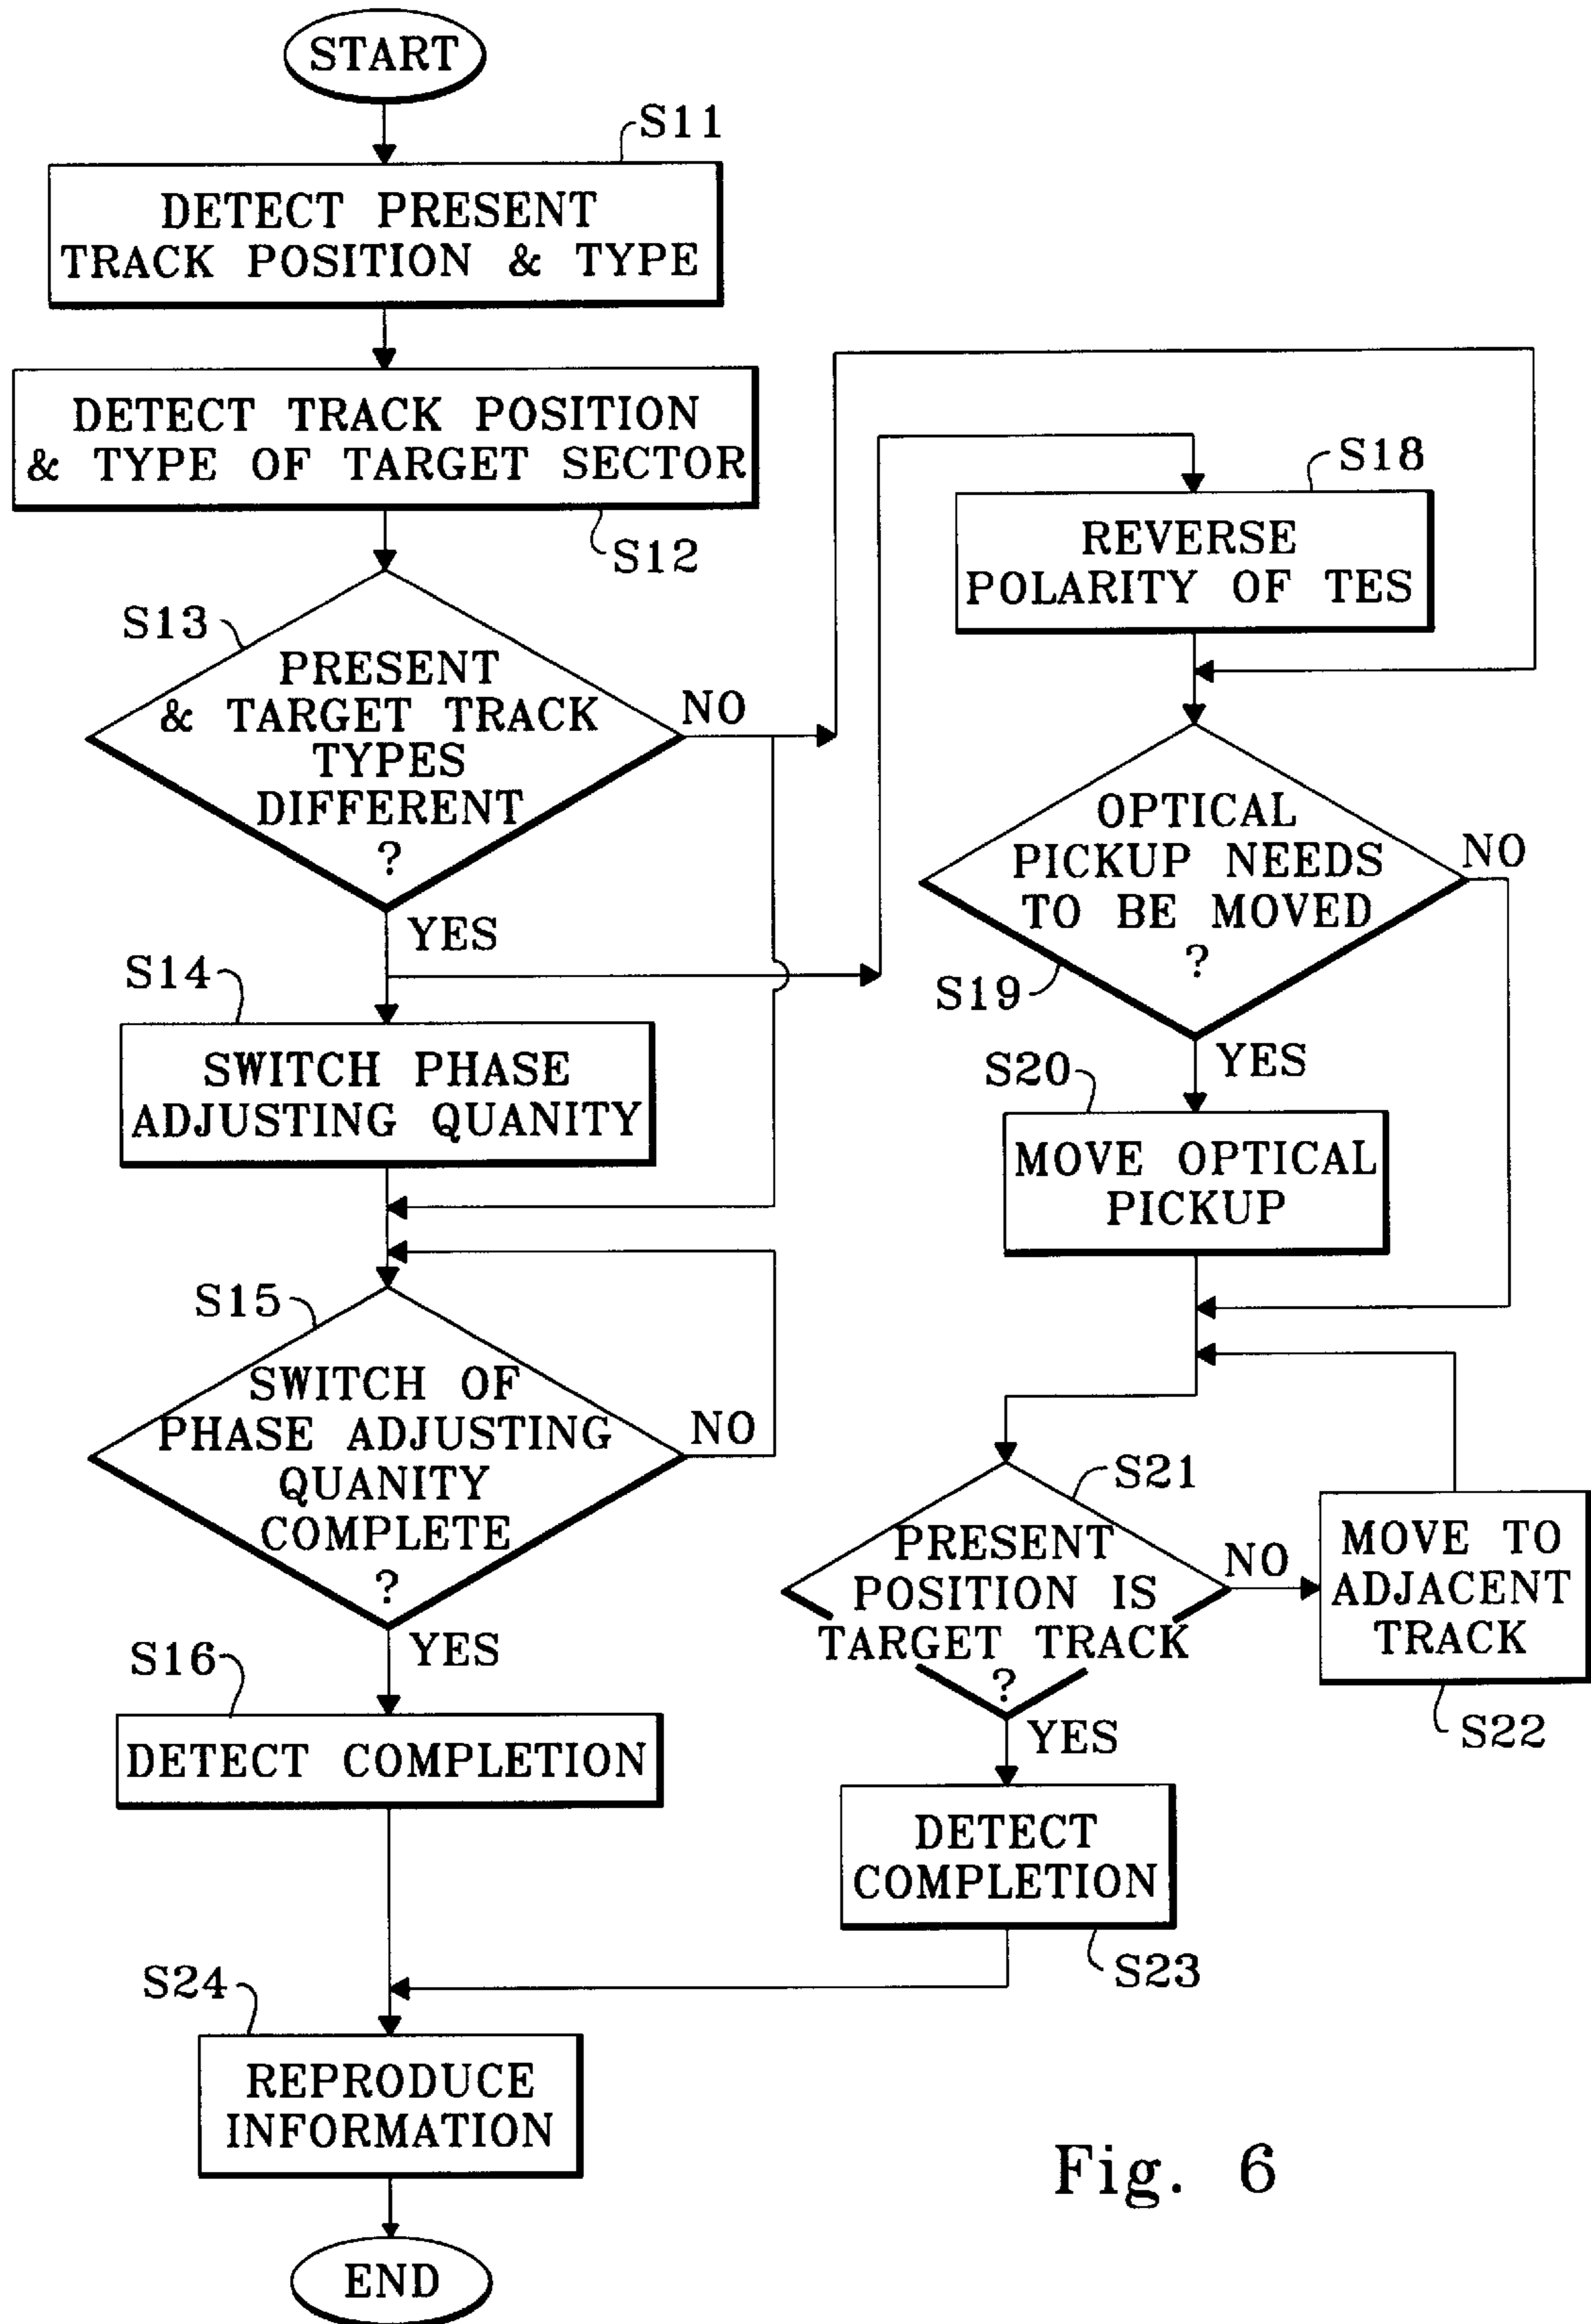 START
S11
DETECT PRESENT
TRACK POSITION & TYPE
DETECT TRACK POSITION
& TYPE OF TARGET SECTOR
S12
S13
PRESENT
& TARGET TRACK
TYPES
DIFFERENT
?
NO
YES
S14
SWITCH PHASE
ADJUSTING QUANITY
S15
SWITCH OF
PHASE ADJUSTING
QUANITY
COMPLETE
?
NO
YES
S16
DETECT COMPLETION
S18
REVERSE
POLARITY OF TES
OPTICAL
PICKUP NEEDS
TO BE MOVED
?
NO
S19
YES
S20
MOVE OPTICAL
PICKUP
S21
PRESENT
POSITION IS
TARGET TRACK
?
NO
MOVE TO
ADJACENT
TRACK
S22
YES
DETECT
COMPLETION
S23
S24
REPRODUCE
INFORMATION
END
Fig. 6